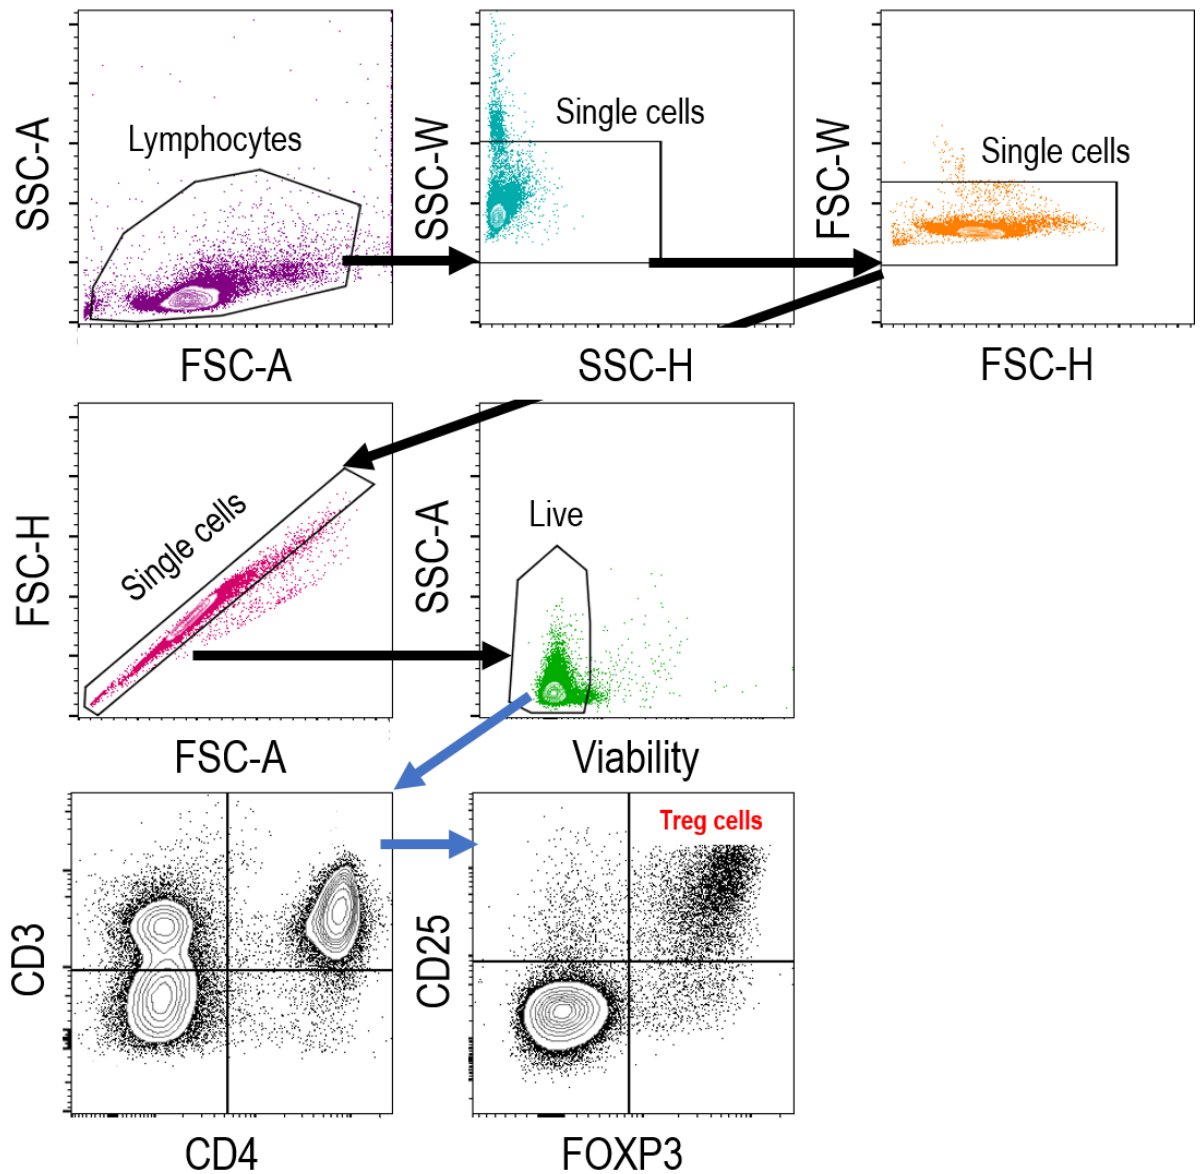 SSC-A
Lymphocytes
FSC-A
SSC-W
Single cells
SSC-H
FSC-W
Single cells
FSC-H
FSC-H
Single cells
FSC-A
SSC-A
Live
Viability
CD3
CD4
CD25
Treg cells
FOXP3